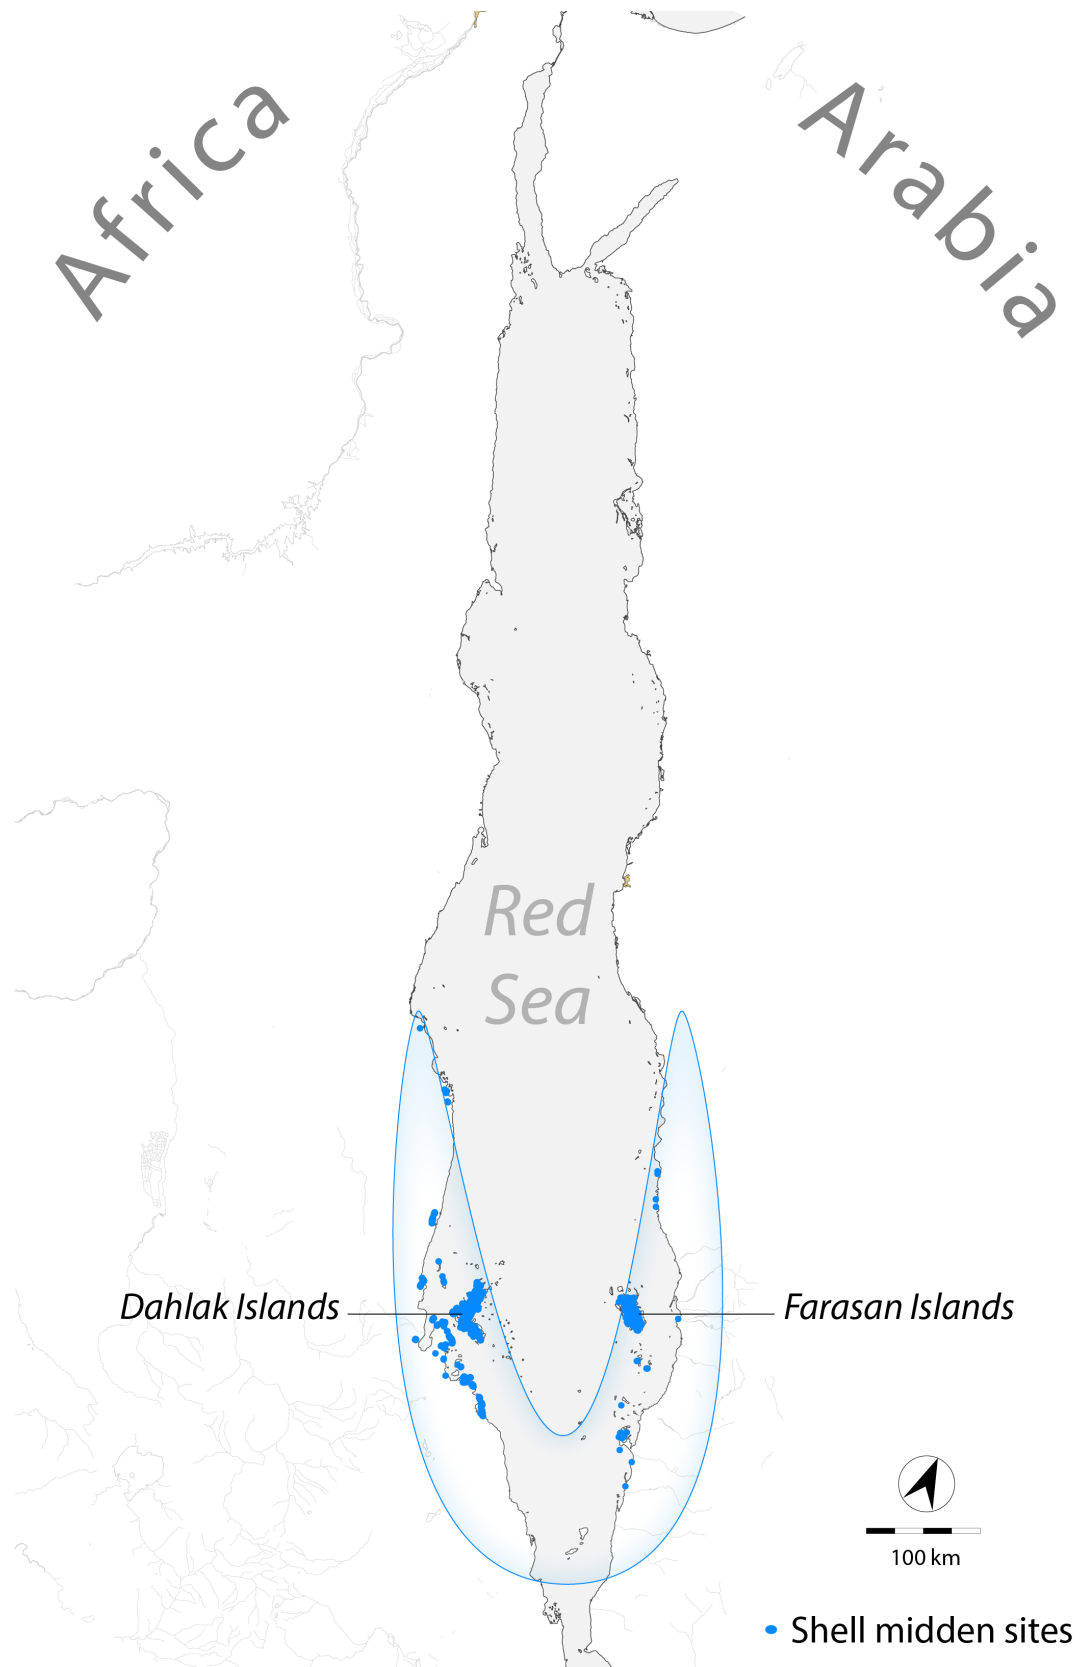 Africa
Arabia
Red
Sea
Dahlak Islands
Farasan Islands
100 km
Shell midden sites